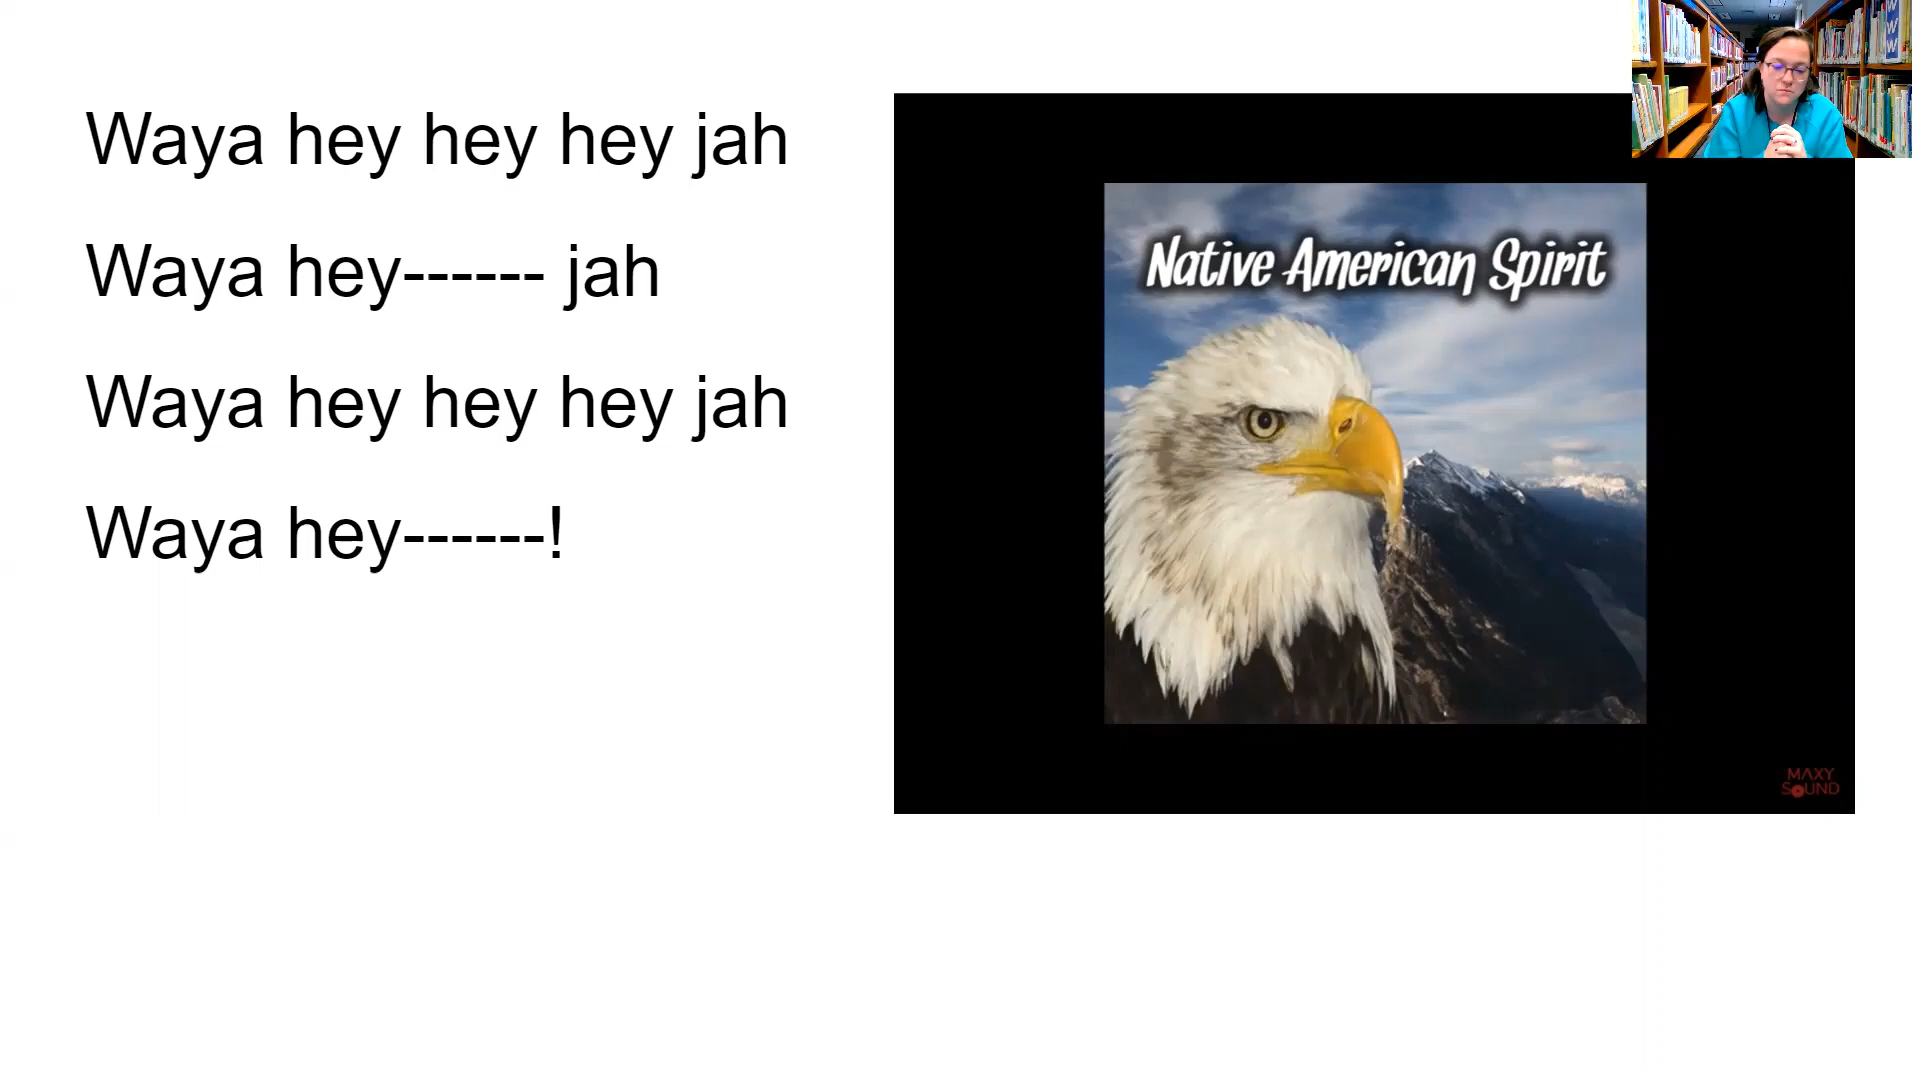 Waya hey hey hey jah
Waya hey------ jah
Waya hey hey hey jah
Waya hey------!
Native American Spirit
MAXY
SOUND